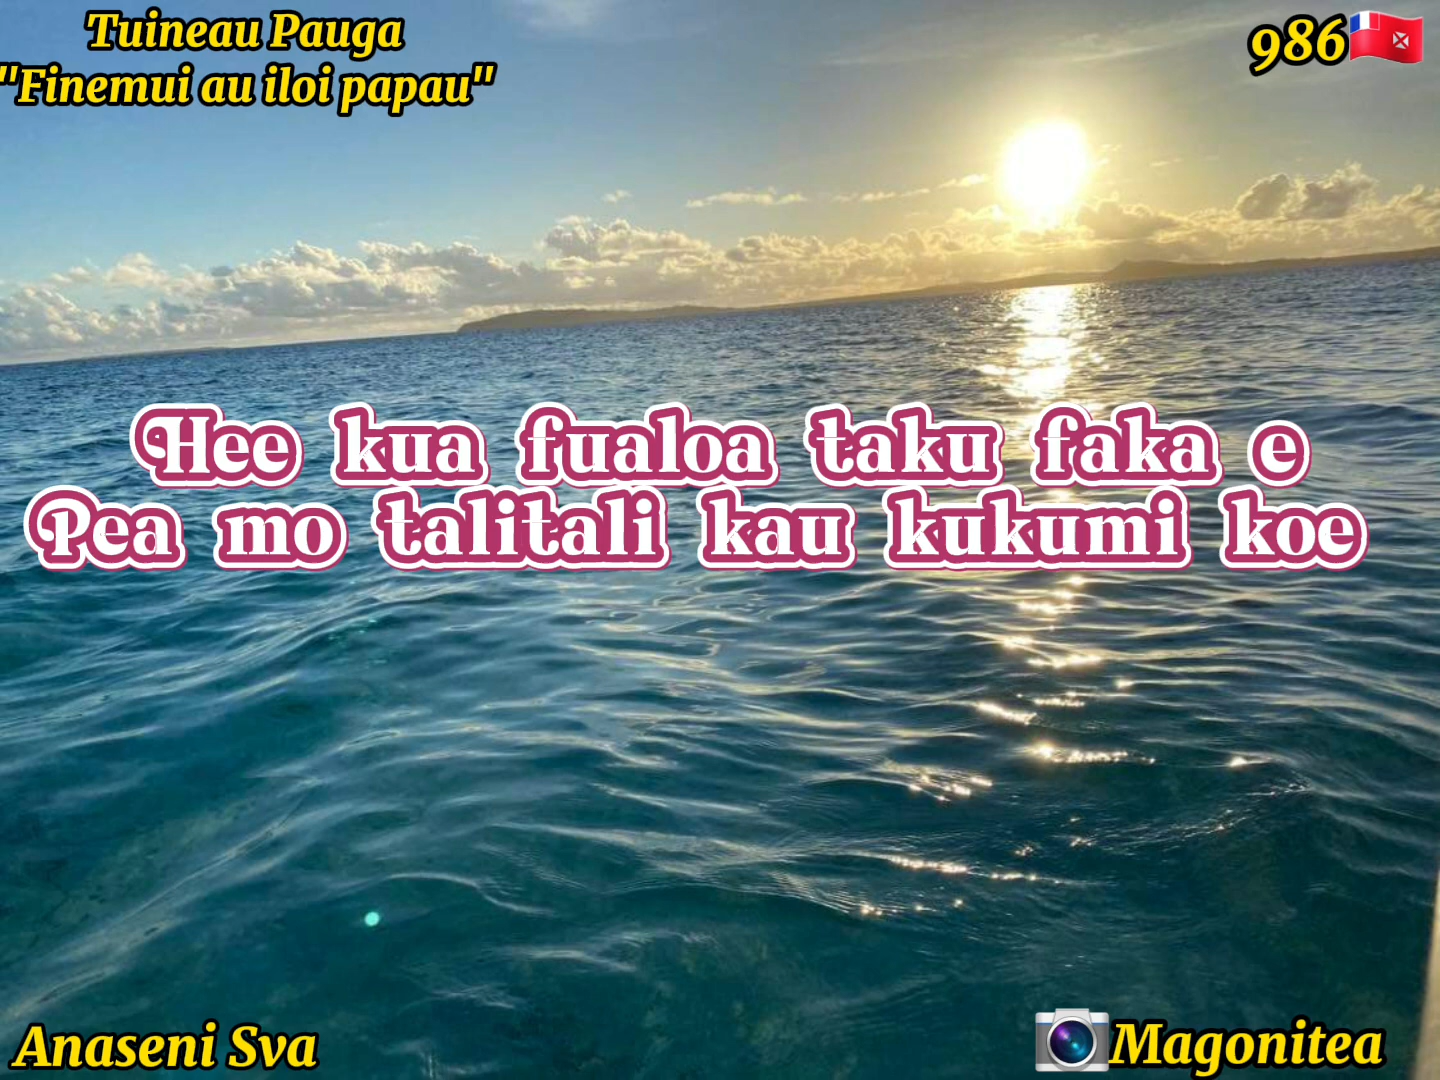 Tuineau Pauga
"Finemui au iloi papau"
986🇼🇫
Hee kua fualoa taku faka e
Pea mo talitali kau kukumi koe
Anaseni Sva
📷Magonitea